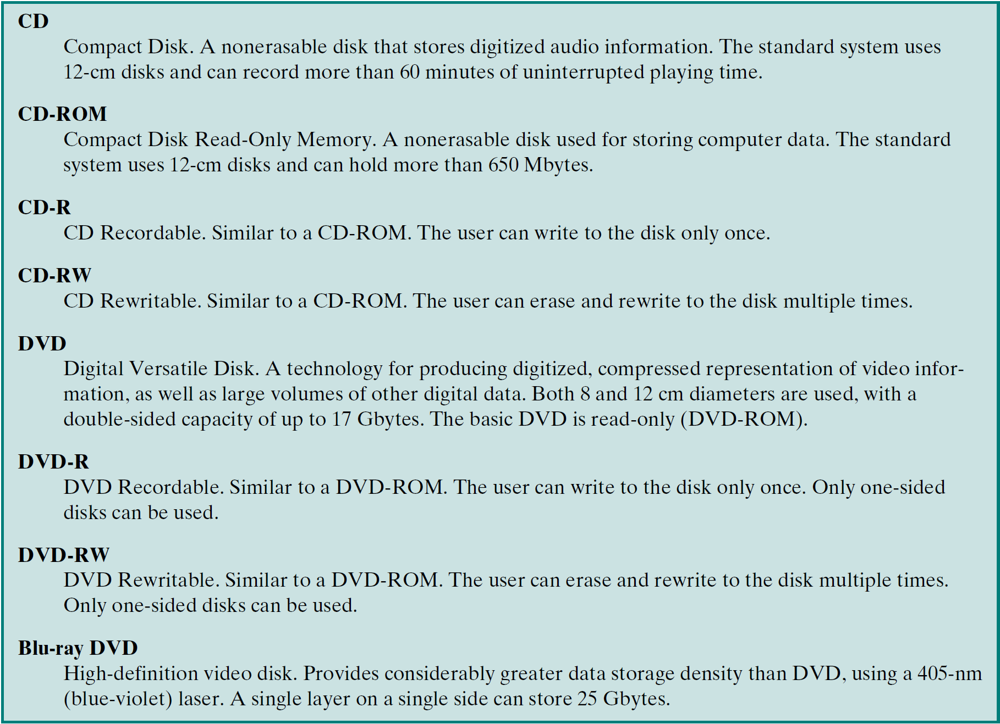 CD
Compact Disk. A nonerasable disk that stores digitized audio information. The standard system uses
12-cm disks and can record more than 60 minutes of uninterrupted playing time.
CD-ROM
Compact Disk Read-Only Memory. A nonerasable disk used for storing computer data. The standard
system uses 12-cm disks and can hold more than 650 Mbytes.
CD-R
CD Recordable. Similar to a CD-ROM. The user can write to the disk only once.
CD-RW
CD Rewritable. Similar to a CD-ROM. The user can erase and rewrite to the disk multiple times.
DVD
Digital Versatile Disk. A technology for producing digitized, compressed representation of video infor-
mation, as well as large volumes of other digital data. Both 8 and 12 cm diameters are used, with a
double-sided capacity of up to 17 Gbytes. The basic DVD is read-only (DVD-ROM).
DVD-R
DVD Recordable. Similar to a DVD-ROM. The user can write to the disk only once. Only one-sided
disks can be used.
DVD-RW
DVD Rewritable. Similar to a DVD-ROM. The user can erase and rewrite to the disk multiple times.
Only one-sided disks can be used.
Blu-ray DVD
High-definition video disk. Provides considerably greater data storage density than DVD, using a 405-nm
(blue-violet) laser. A single layer on a single side can store 25 Gbytes.